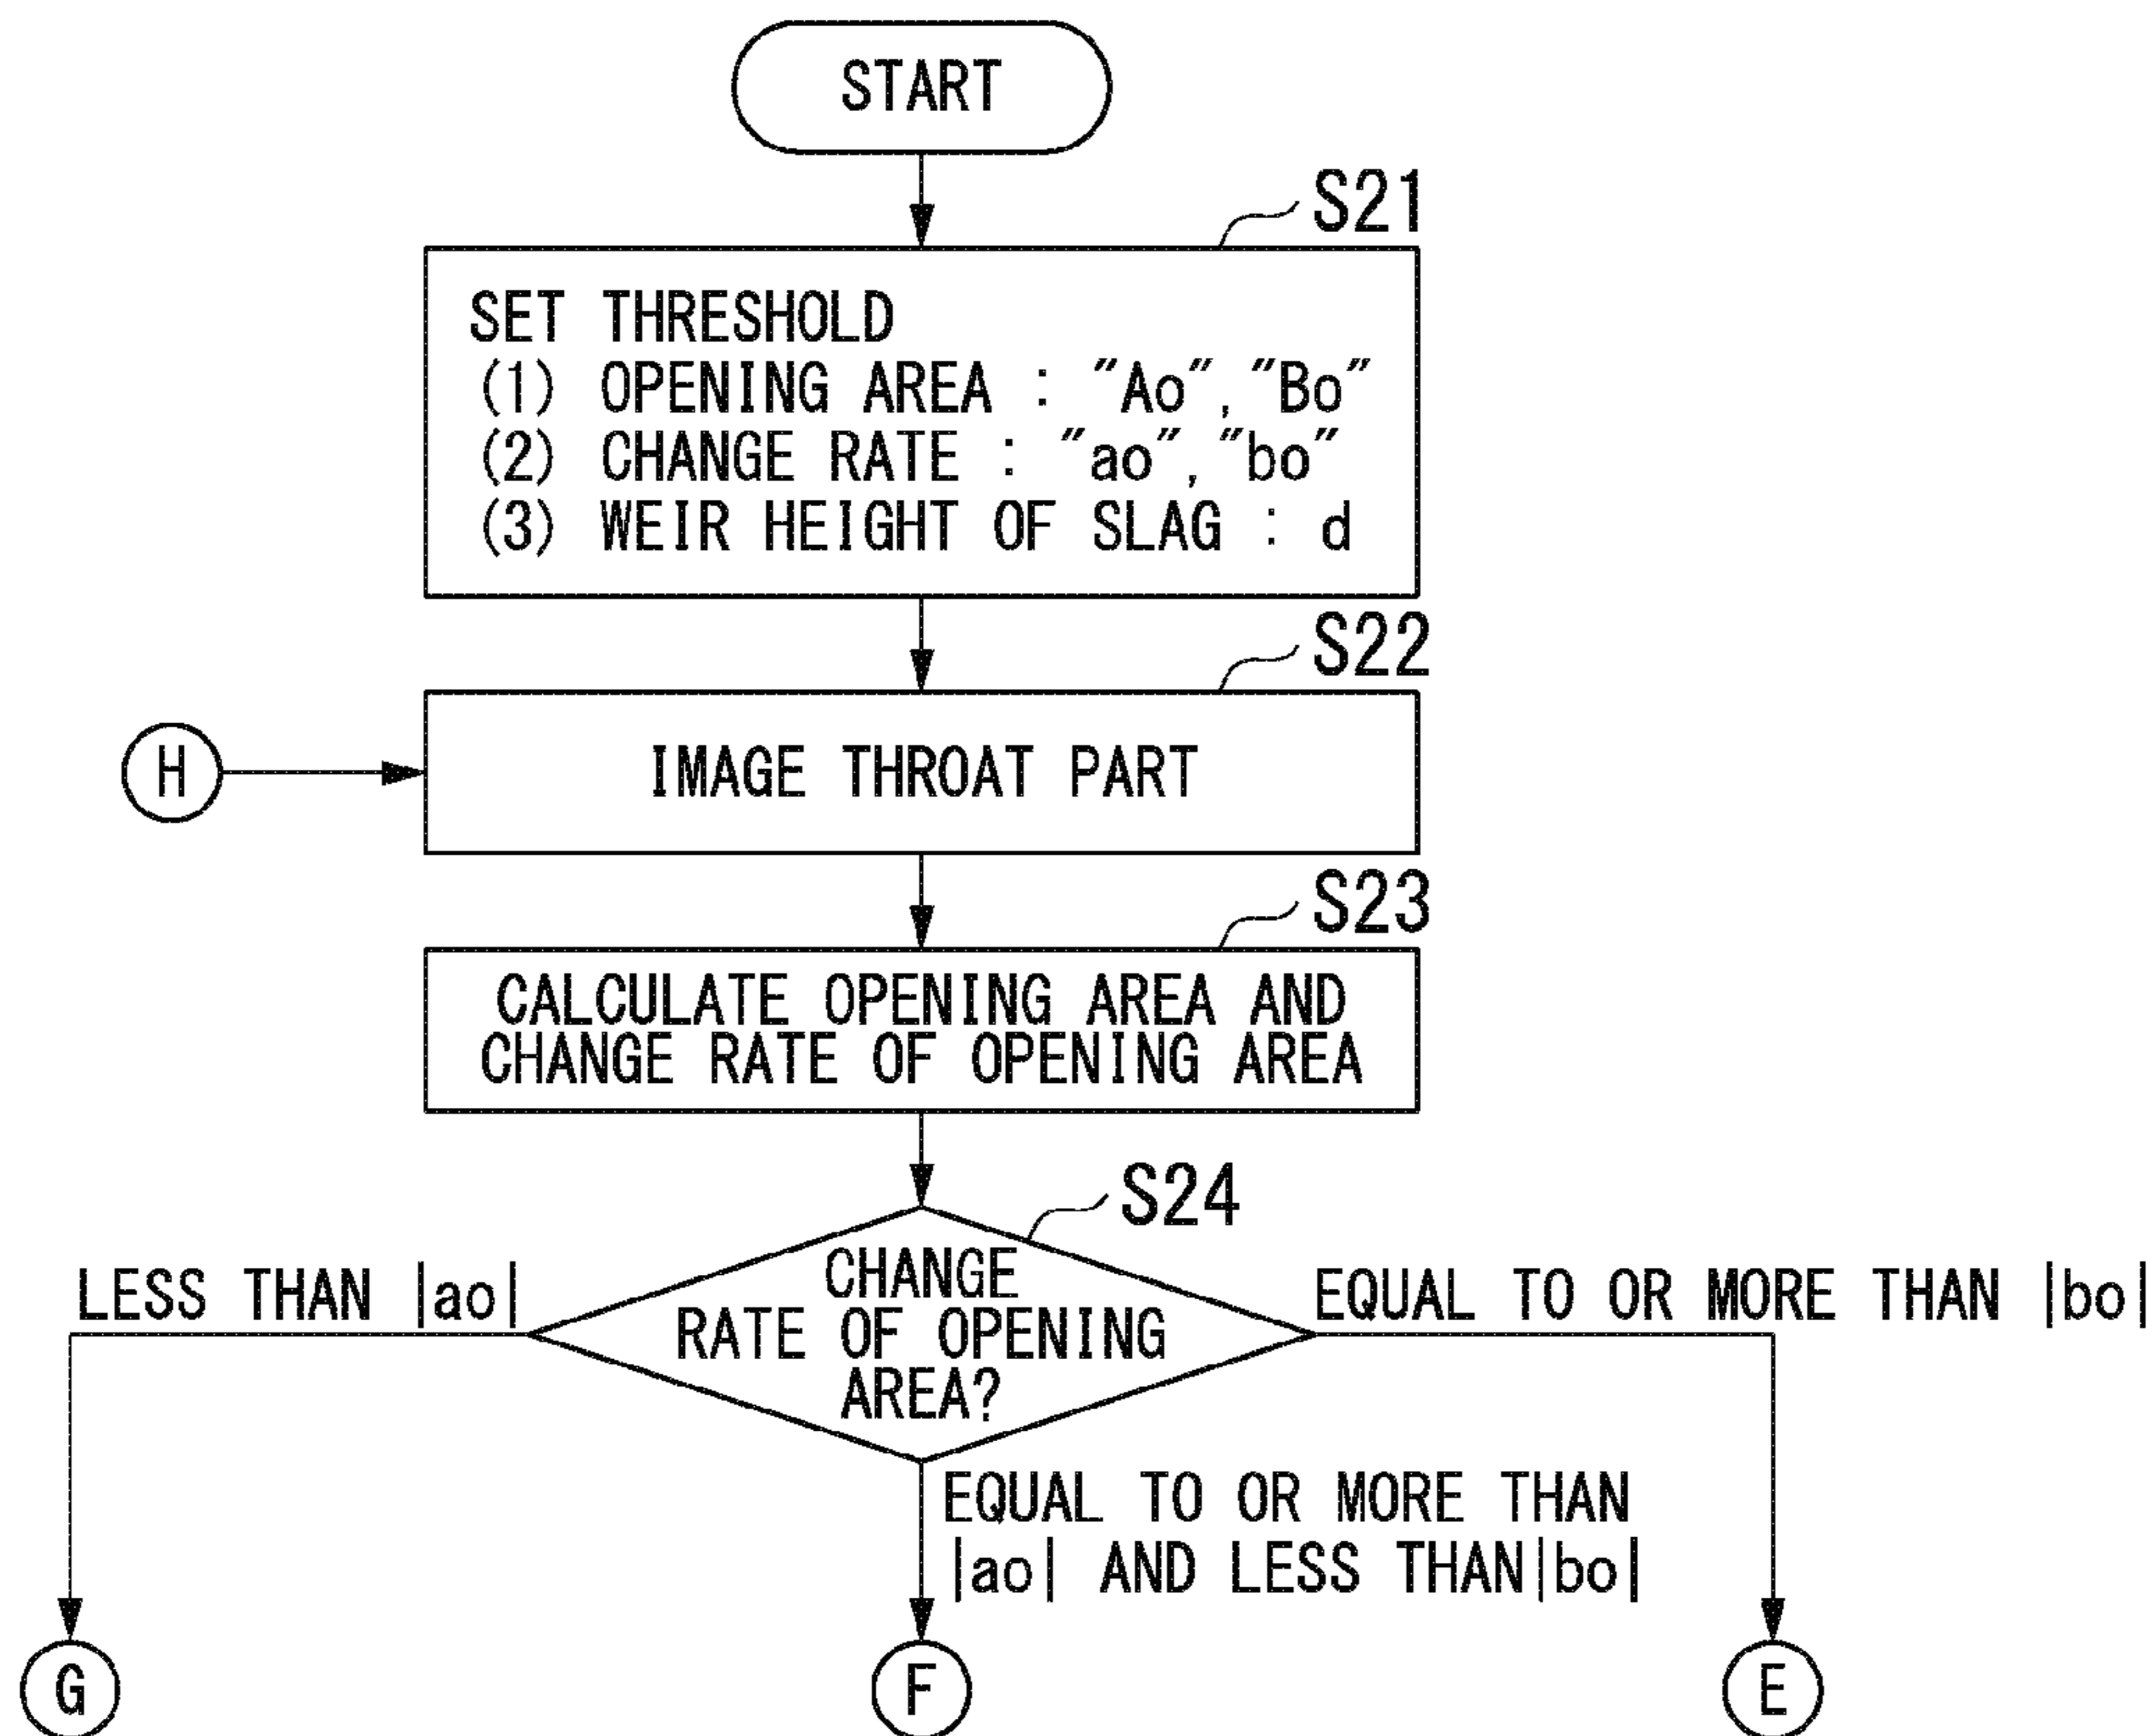 START
S21
SET THRESHOLD
(1) OPENING AREA : "Ao", "Bo"
(2) CHANGE RATE : "ao", "bo"
(3) WEIR HEIGHT OF SLAG : d
S22
H
IMAGE THROAT PART
S23
CALCULATE OPENING AREA AND
CHANGE RATE OF OPENING AREA
S24
CHANGE
RATE OF OPENING
AREA?
LESS THAN |ao|
EQUAL TO OR MORE THAN |bo|
EQUAL TO OR MORE THAN
|ao| AND LESS THAN|bo|
G
F
E